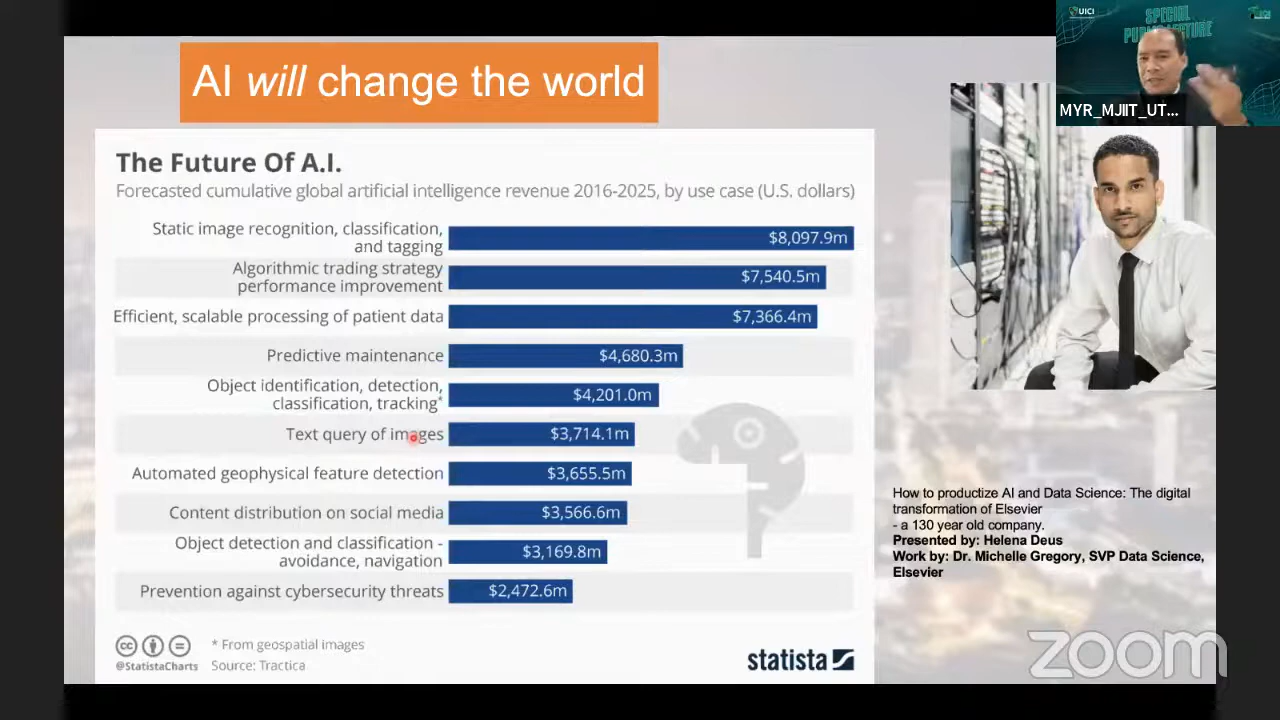 AI will change the world
The Future Of A.I.
Forecasted cumulative global artificial intelligence revenue 2016-2025, by use case (U.S. dollars)
Static image recognition, classification,
and tagging
$8,097.9m
Algorithmic trading strategy
performance improvement
$7,540.5m
Efficient, scalable processing of patient data
$7,366.4m
Predictive maintenance
$4,680.3m
Object identification, detection,
classification, tracking*
$4,201.0m
Text query of images
$3,714.1m
Automated geophysical feature detection
$3,655.5m
Content distribution on social media
$3,566.6m
Object detection and classification -
avoidance, navigation
$3,169.8m
Prevention against cybersecurity threats
$2,472.6m
* From geospatial images
@StatistaCharts
Source: Tractica
statista
UICI
SPECIAL
MYR_MJIIT_UT...
How to productize AI and Data Science: The digital
transformation of Elsevier
- a 130 year old company.
Presented by: Helena Deus
Work by: Dr. Michelle Gregory, SVP Data Science,
Elsevier
zoom